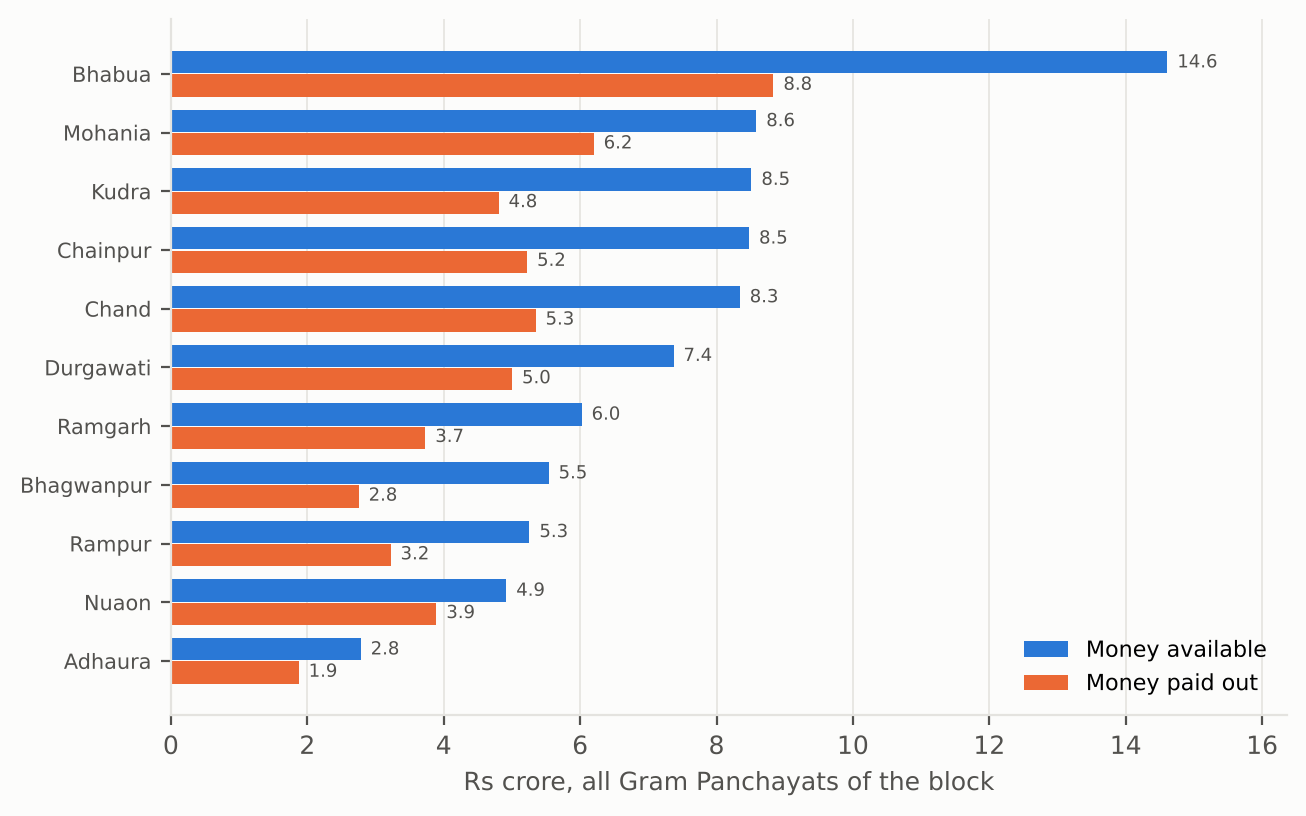 Bhabua 14.6
8.8
Mohania 8.6
6.2
Kudra 8.5
4.8
Chainpur 8.5
5.2
Chand 8.3
5.3
Durgawati 7.4
5.0
Ramgarh 6.0
3.7
Bhagwanpur 5.5
2.8
Rampur 5.3
3.2
Nuaon 4.9
3.9
Adhaura 2.8
1.9
Money available
Money paid out
0 2 4 6 8 10 12 14 16
Rs crore, all Gram Panchayats of the block